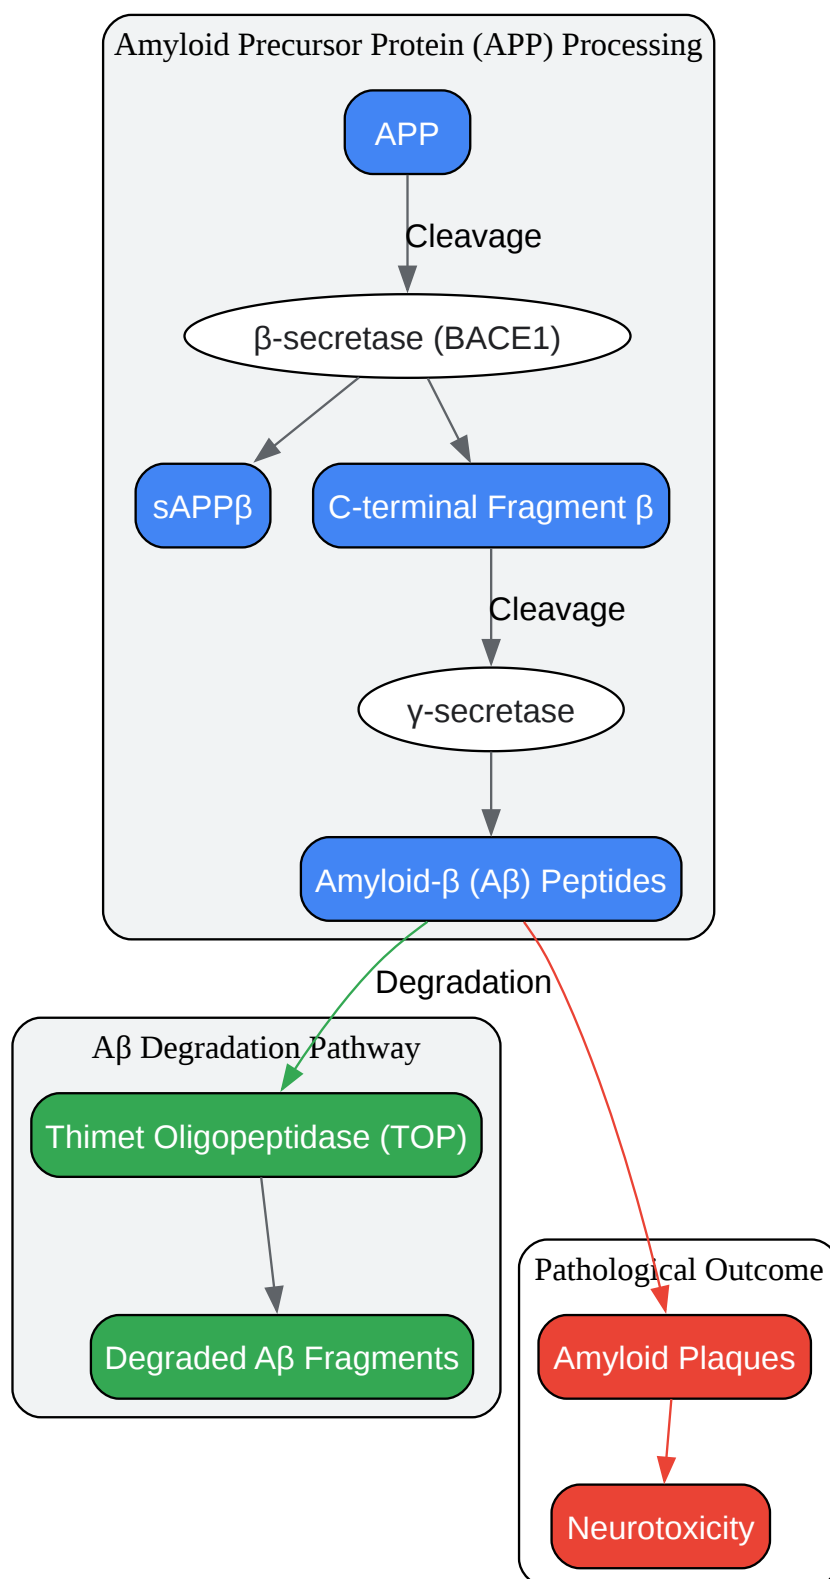 Amyloid Precursor Protein (APP) Processing
APP
Cleavage
β-secretase (BACE1)
sAPPβ
C-terminal Fragment β
Cleavage
γ-secretase
Amyloid-β (Aβ) Peptides
Degradation
Aβ Degradation Pathway
Thimet Oligopeptidase (TOP)
Degraded Aβ Fragments
Pathological Outcome
Amyloid Plaques
Neurotoxicity